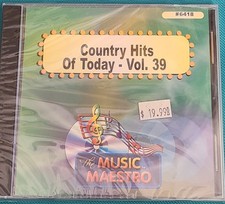 #6418
Country Hits
Of Today - Vol. 39
$ 19.99
The
MUSIC
MAESTRO